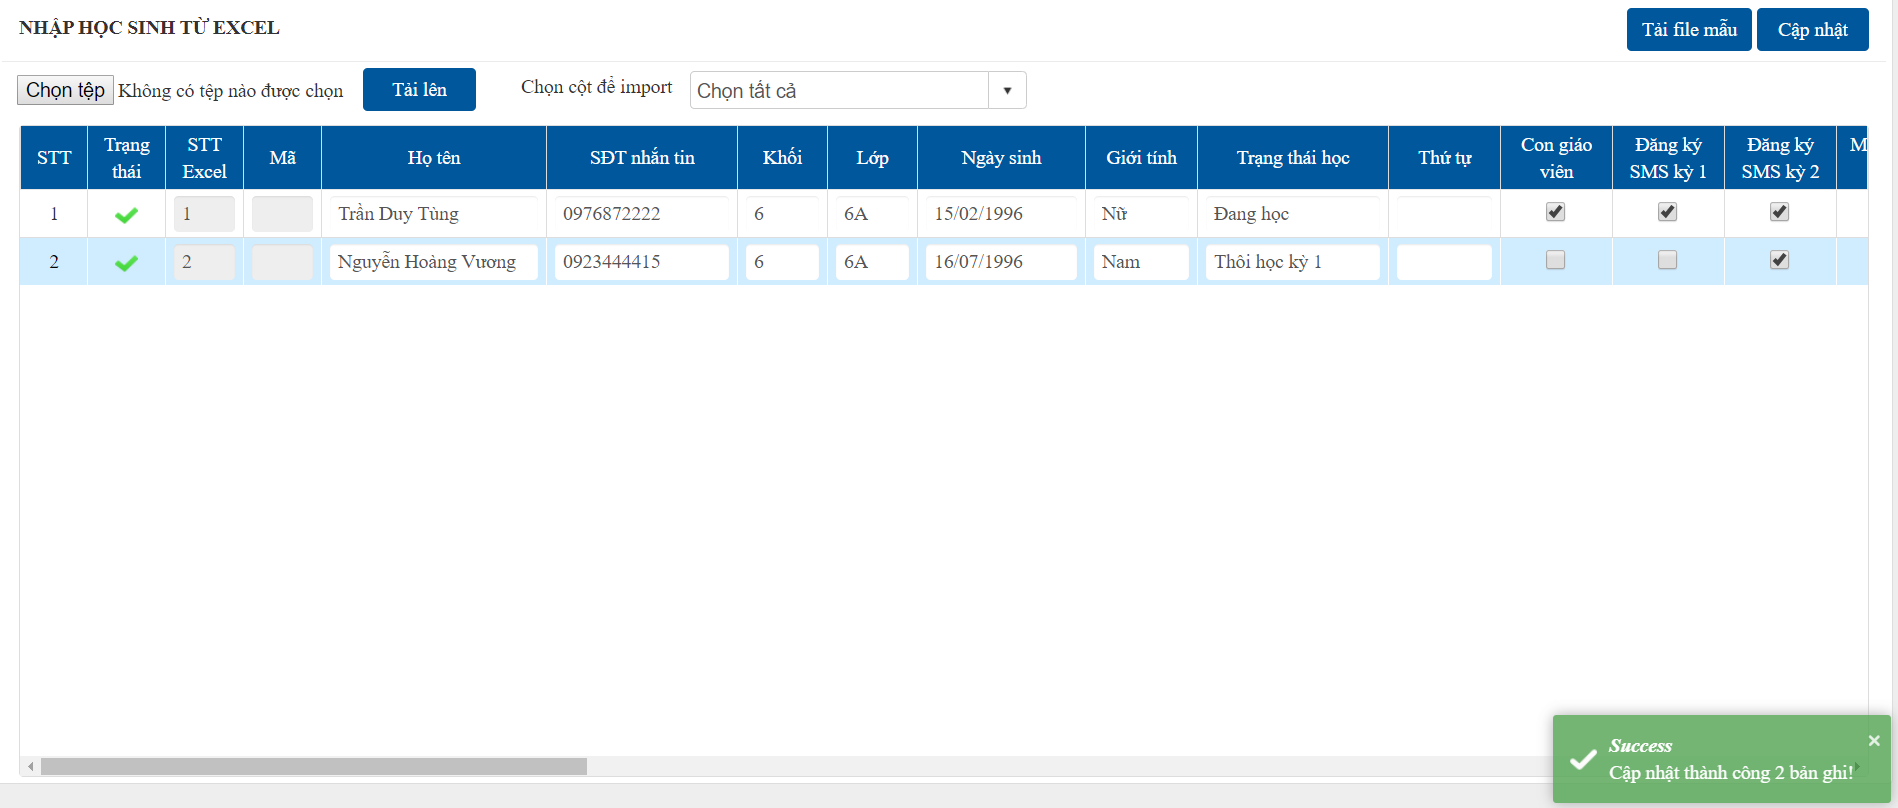 NHẬP HỌC SINH TỪ EXCEL
Tải file mẫu
Cập nhật
Chọn tệp Không có tệp nào được chọn
Tải lên
Chọn cột để import
Chọn tất cả
STT
Trạng
thái
STT
Excel
Mã
Họ tên
SĐT nhắn tin
Khối
Lớp
Ngày sinh
Giới tính
Trạng thái học
Thứ tự
Con giáo
viên
Đăng ký
SMS kỳ 1
Đăng ký
SMS kỳ 2
M
1 1 Trần Duy Tùng 0976872222 6 6A 15/02/1996 Nữ Đang học
2 2 Nguyễn Hoàng Vương 0923444415 6 6A 16/07/1996 Nam Thôi học kỳ 1
Success
Cập nhật thành công 2 bản ghi!